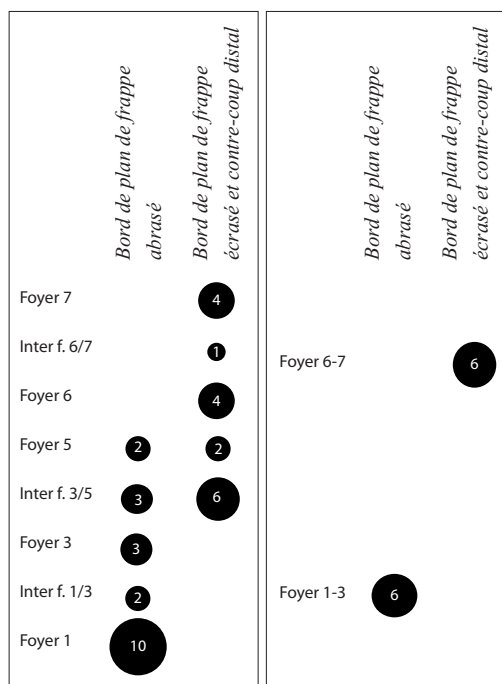 Bord de plan de frappe
abrasé
Bord de plan de frappe
écrasé et contre-coup distal
Foyer 7
4
Inter f. 6/7
1
Foyer 6
4
Foyer 5
2
2
Inter f. 3/5
3
6
Foyer 3
3
Inter f. 1/3
2
Foyer 1
10
Bord de plan de frappe
abrasé
Bord de plan de frappe
écrasé et contre-coup distal
Foyer 6-7
6
Foyer 1-3
6